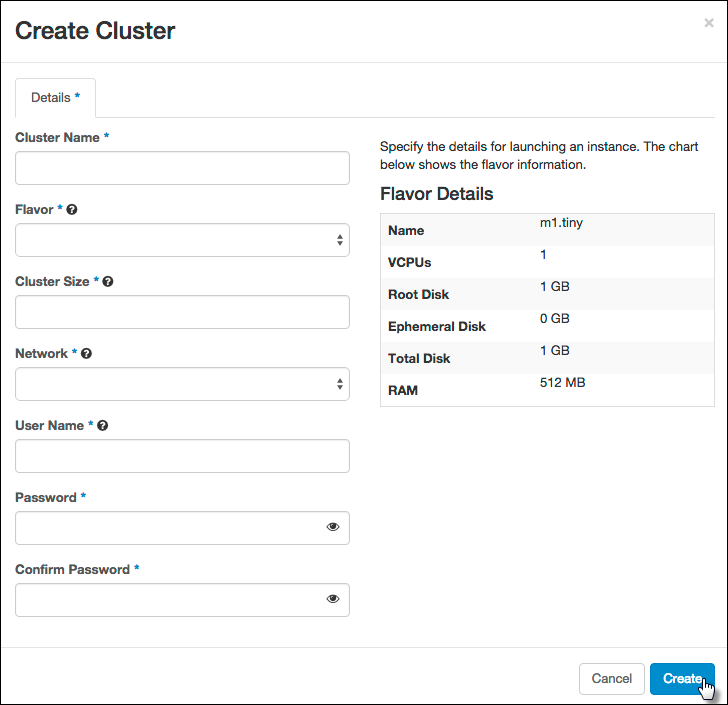 Create Cluster
×
Details *
Cluster Name *
Flavor * ?
Cluster Size * ?
Network * ?
User Name * ?
Password *
Confirm Password *
Specify the details for launching an instance. The chart
below shows the flavor information.
Flavor Details
Name m1.tiny
VCPUs 1
Root Disk 1 GB
Ephemeral Disk 0 GB
Total Disk 1 GB
RAM 512 MB
Cancel Create